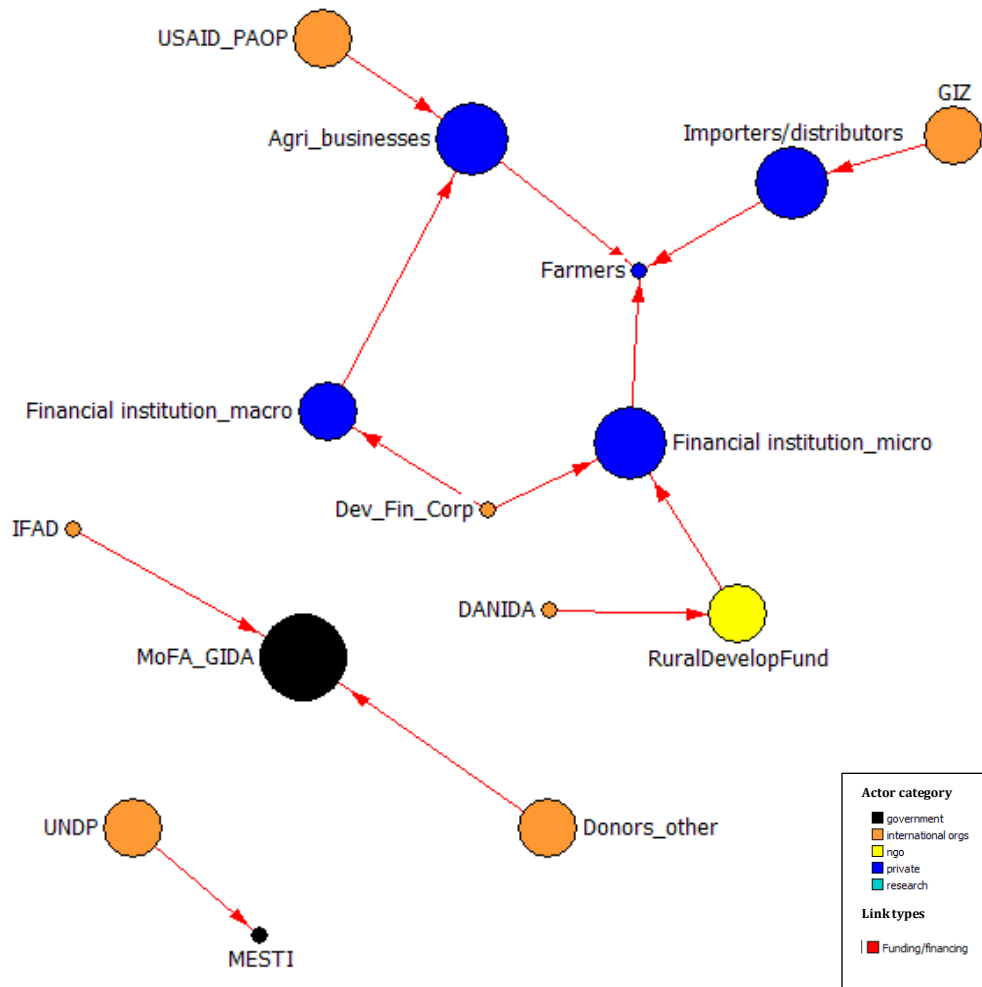 USAID_PAOP
GIZ
Agri_businesses
Importers/distributors
Farmers
Financial institution_macro
Financial institution_micro
Dev_Fin_Corp
IFAD
DANIDA
MoFA_GIDA
RuralDevelopFund
UNDP
Donors_other
MESTI
Actor category
government
international orgs
ngo
private
research
Link types
Funding/financing